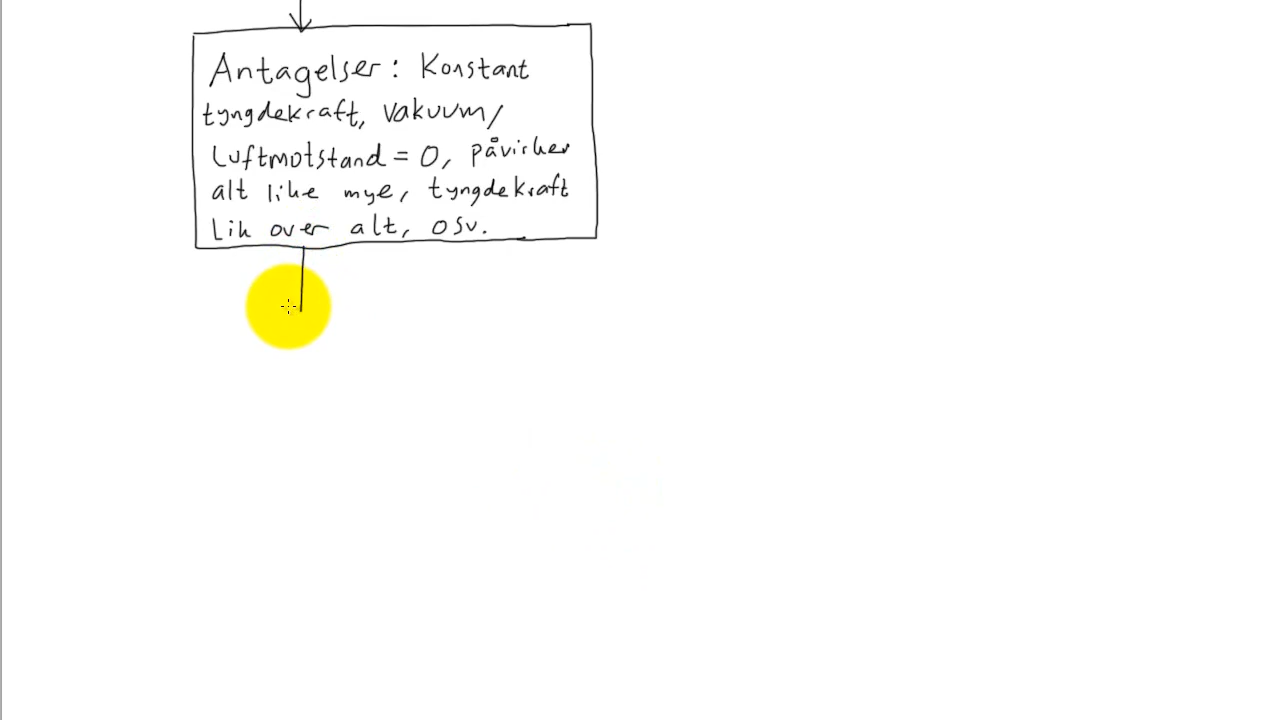 Antagelser: Konstant
tyngdekraft, vakuum/
Luftmotstand = 0, påvirker
alt like mye, tyngdekraft
Lik over alt, osv.